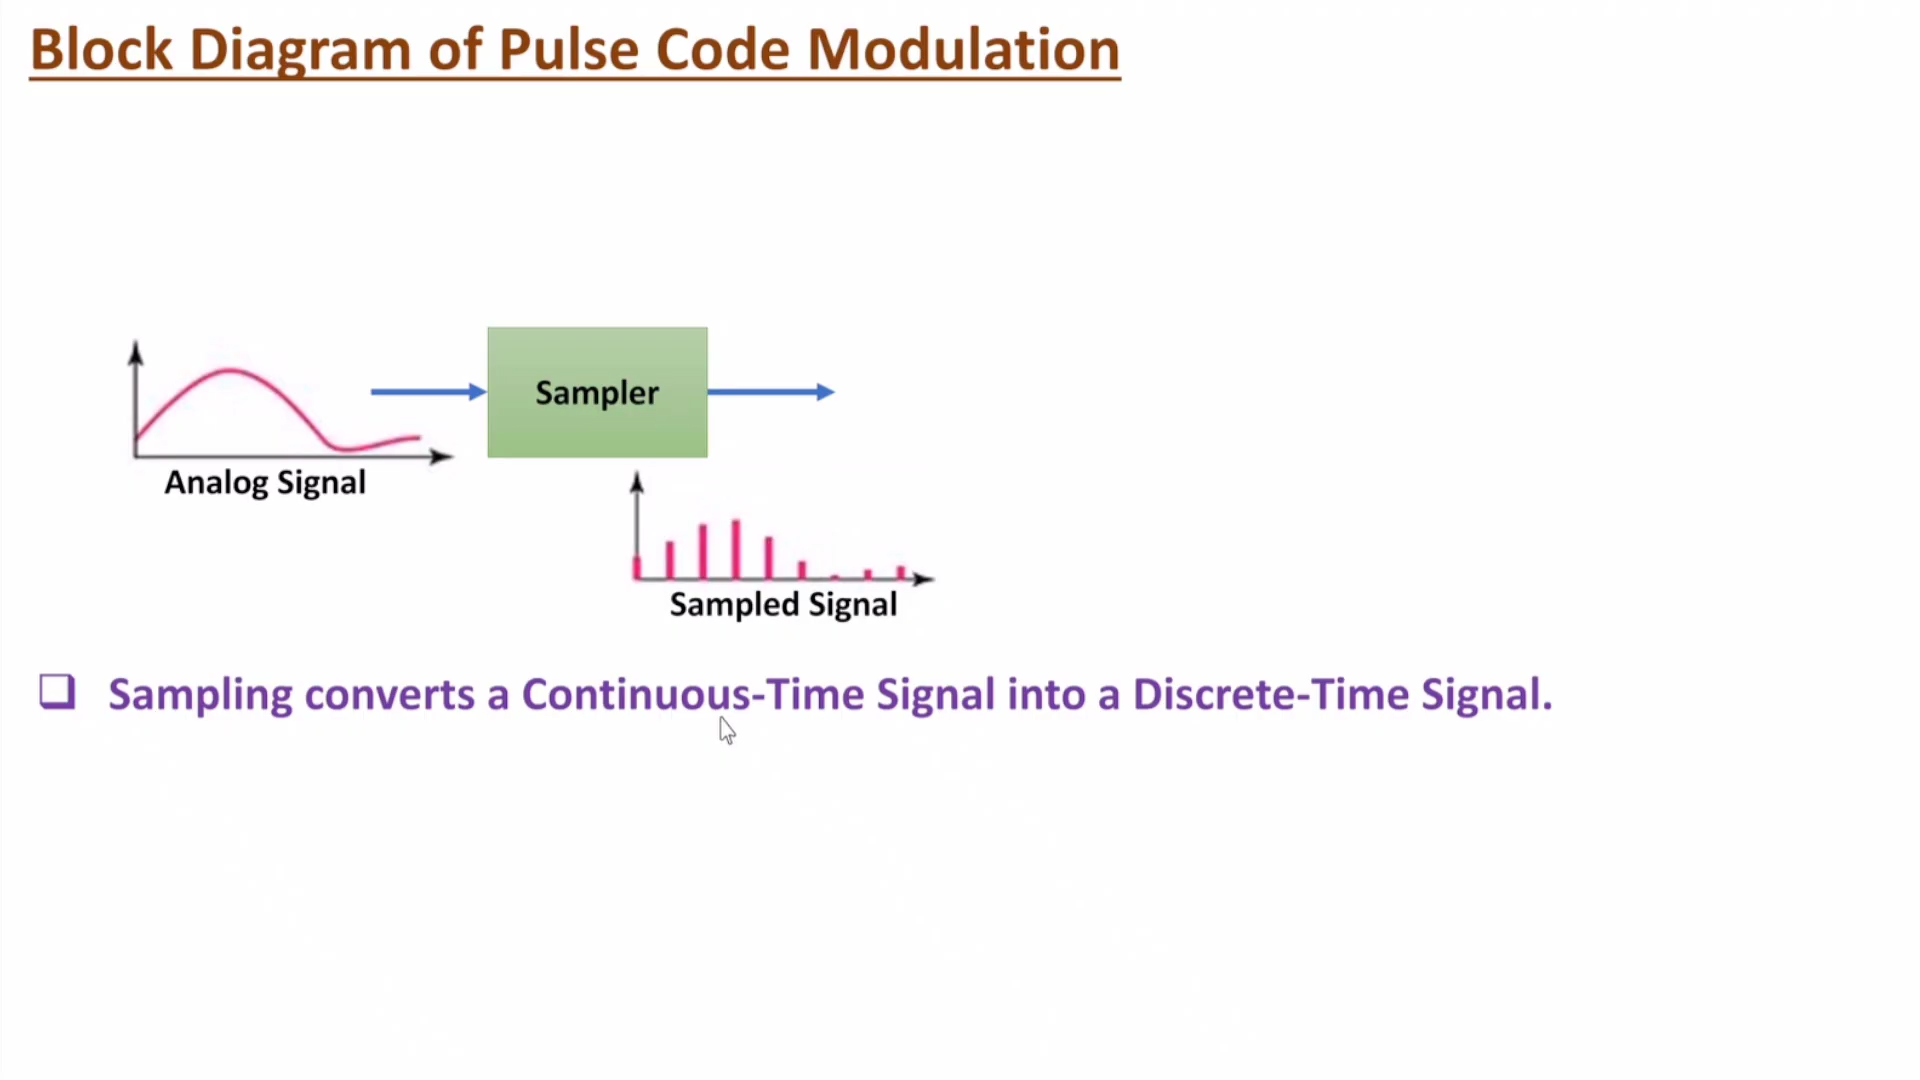 Block Diagram of Pulse Code Modulation
Sampler
Analog Signal
Sampled Signal
❑ Sampling converts a Continuous-Time Signal into a Discrete-Time Signal.